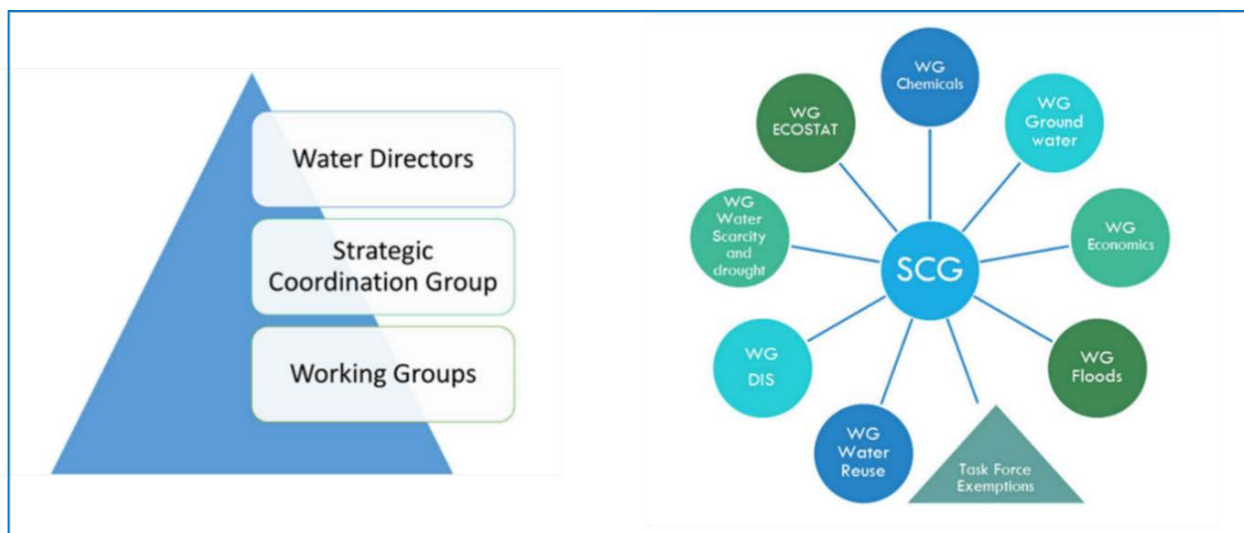 Water Directors
Strategic
Coordination Group
Working Groups
WG
Chemicals
WG
ECOSTAT
WG
Ground
water
WG
Water
Scarcity
and
drought
WG
Economics
SCG
WG
DIS
WG
Floods
WG
Water
Reuse
Task Force
Exemptions